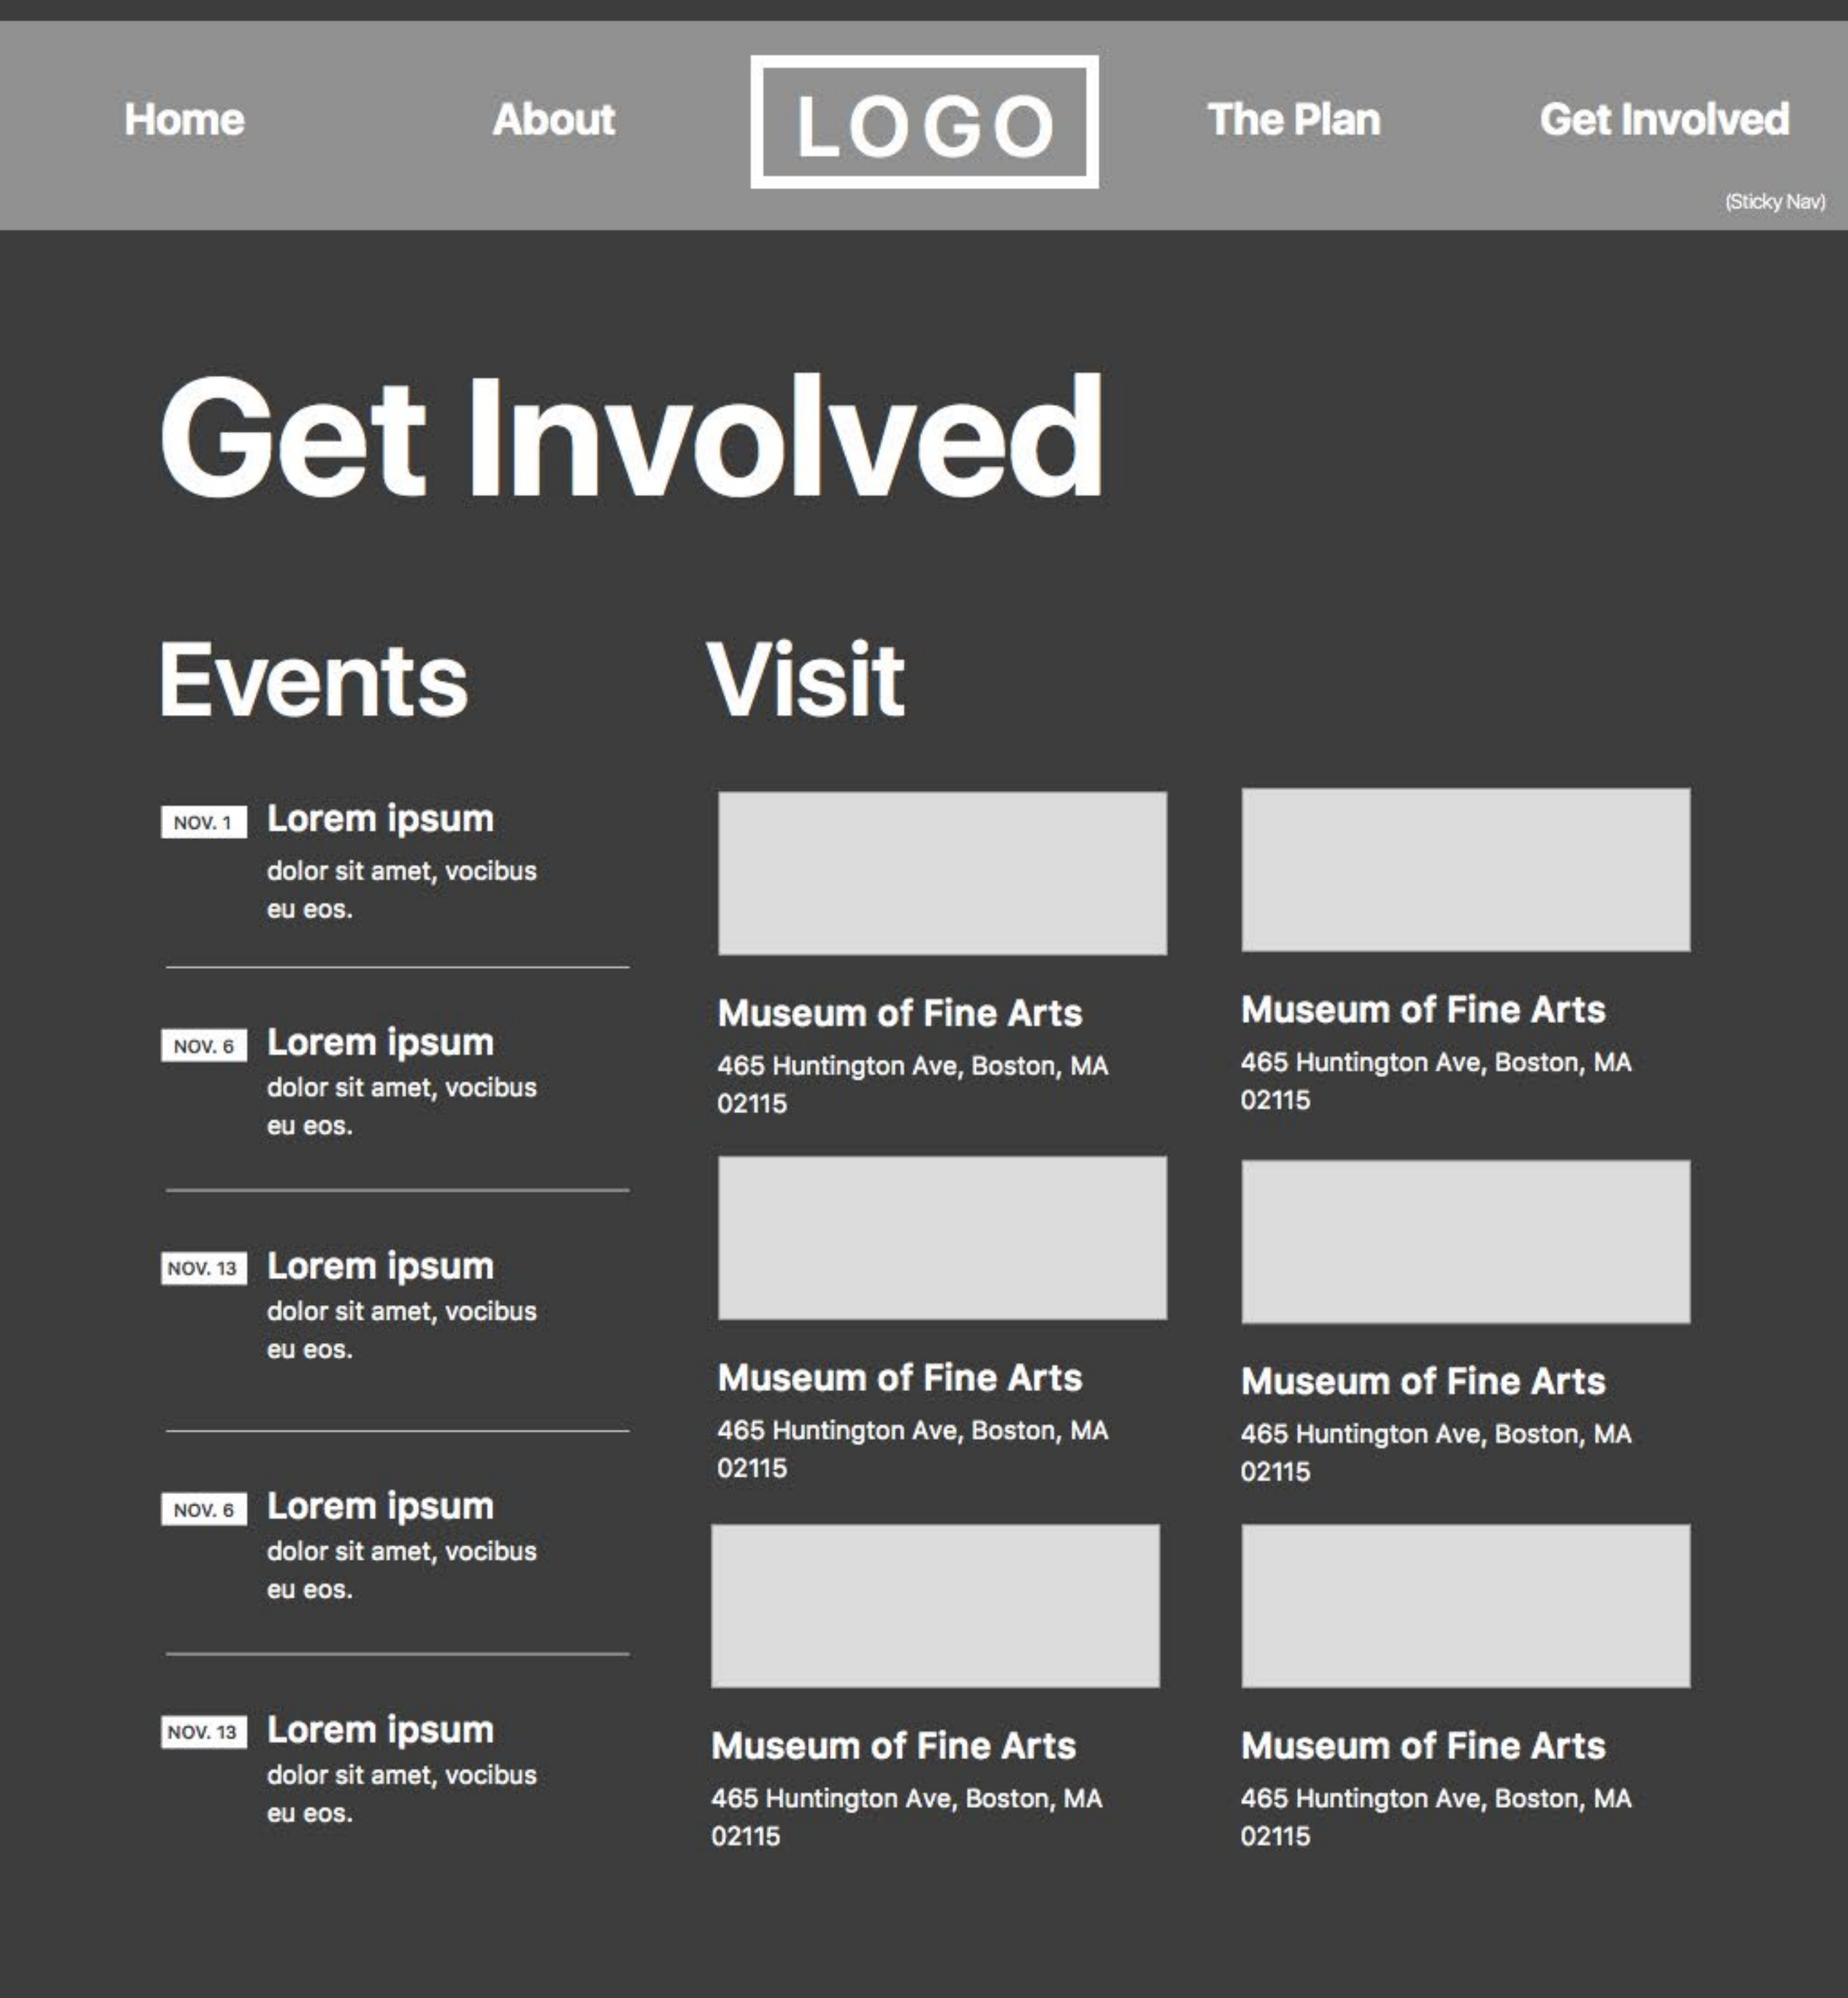 Home
About
LOGO
The Plan
Get Involved
(Sticky Nav)
Get Involved
Events
NOV. 1
Lorem ipsum
dolor sit amet, vocibus
eu eos.
NOV. 6
Lorem ipsum
dolor sit amet, vocibus
eu eos.
NOV. 13
Lorem ipsum
dolor sit amet, vocibus
eu eos.
NOV. 6
Lorem ipsum
dolor sit amet, vocibus
eu eos.
NOV. 13
Lorem ipsum
dolor sit amet, vocibus
eu eos.
Visit
Museum of Fine Arts
465 Huntington Ave, Boston, MA
02115
Museum of Fine Arts
465 Huntington Ave, Boston, MA
02115
Museum of Fine Arts
465 Huntington Ave, Boston, MA
02115
Museum of Fine Arts
465 Huntington Ave, Boston, MA
02115
Museum of Fine Arts
465 Huntington Ave, Boston, MA
02115
Museum of Fine Arts
465 Huntington Ave, Boston, MA
02115